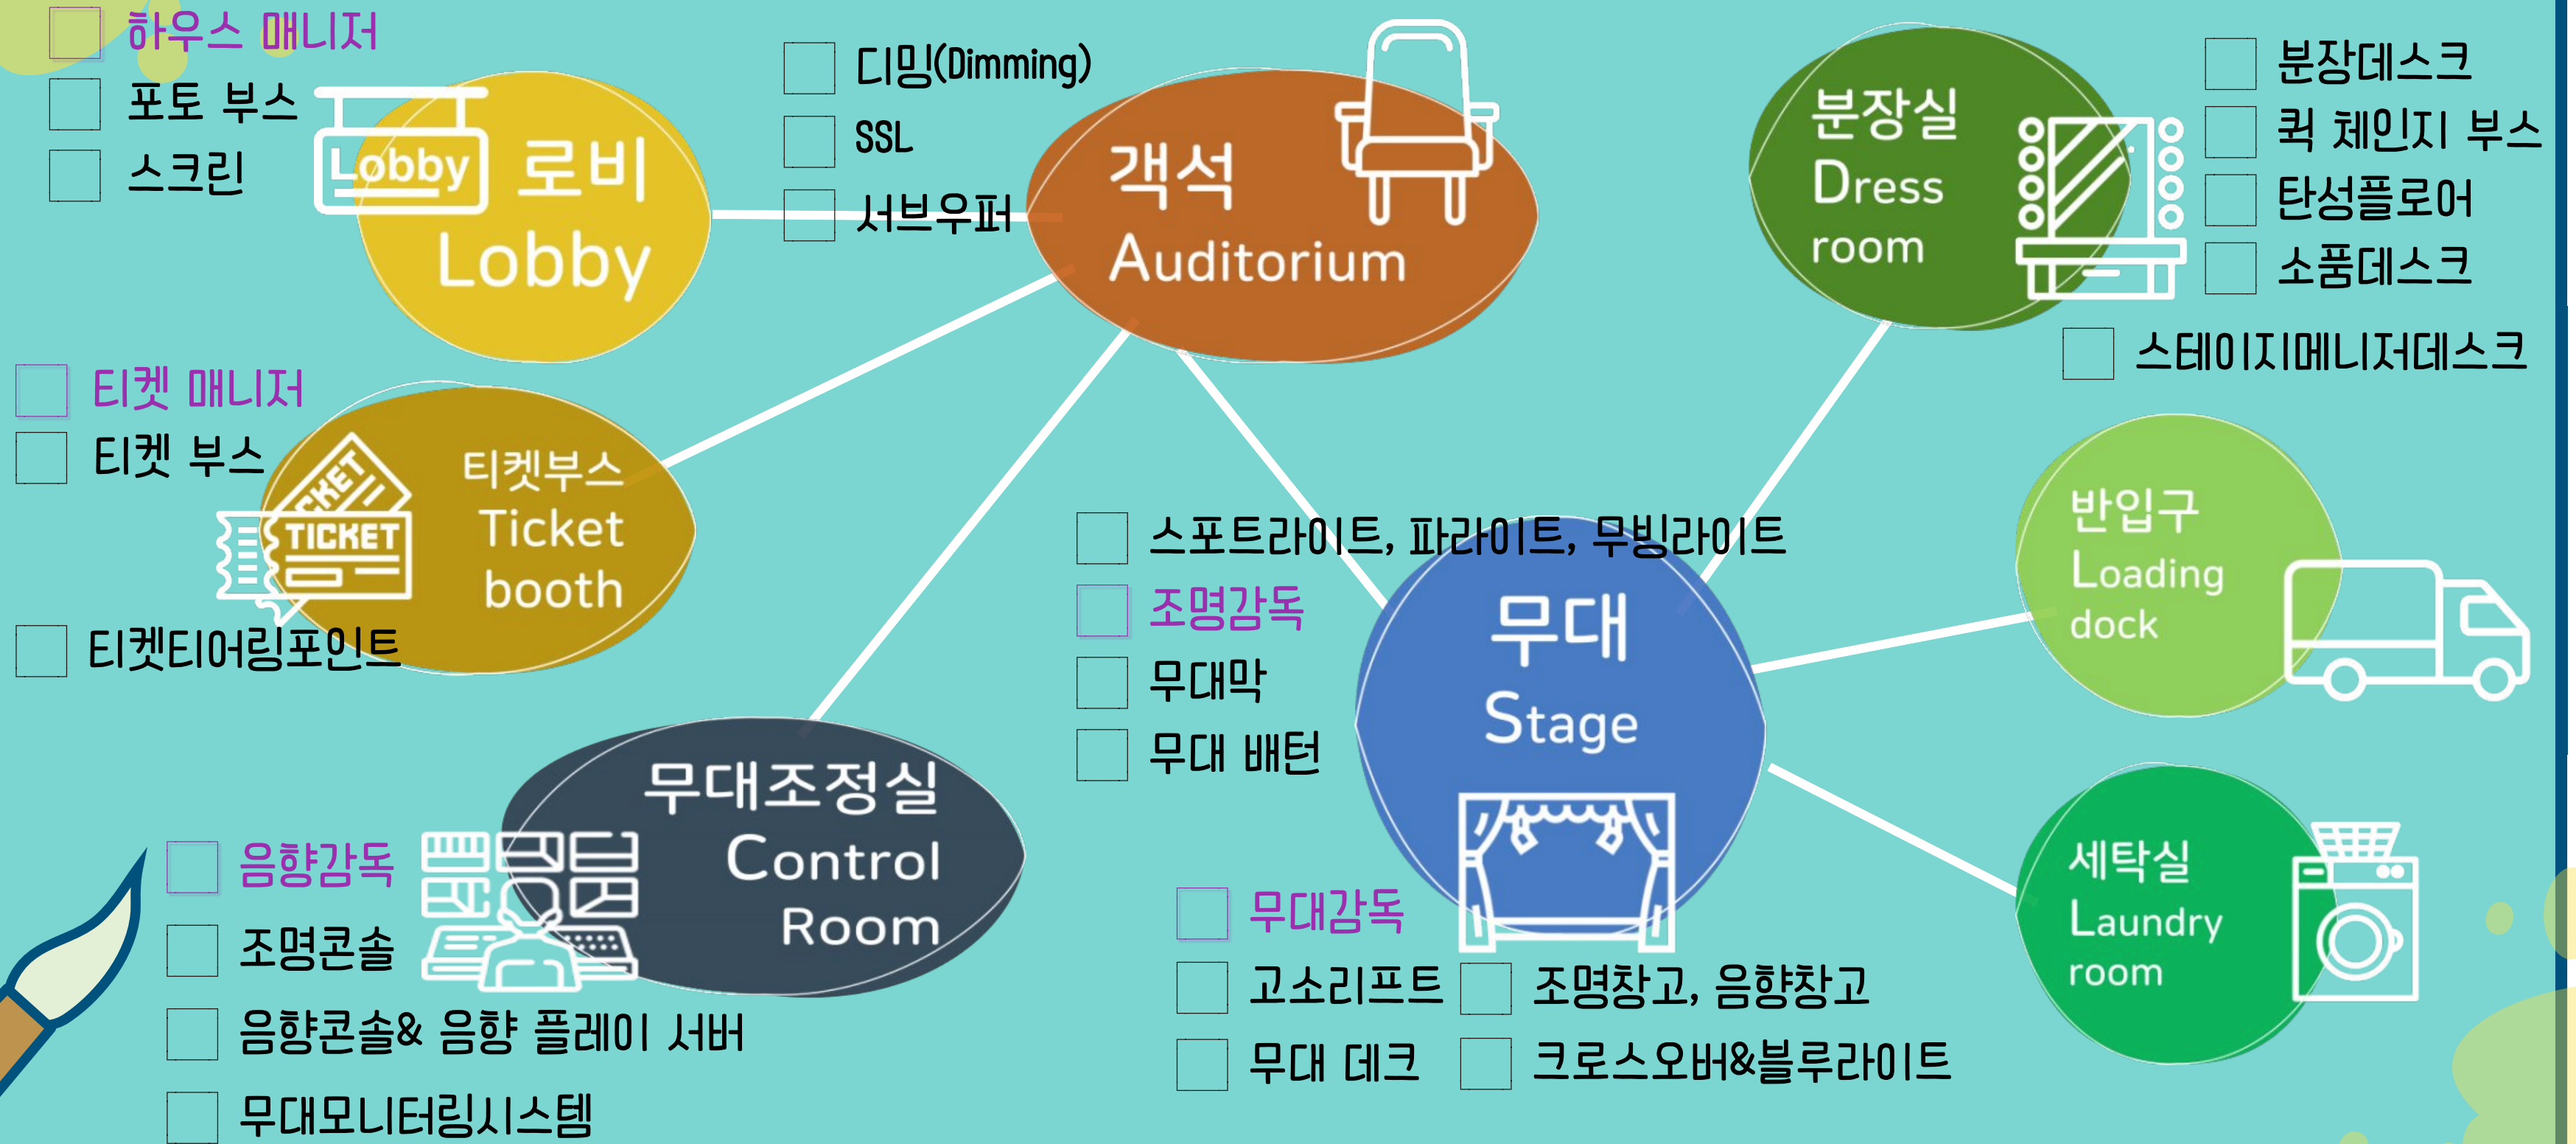 하우스 매니저
포토 부스
스크린
Lobby
로비
Lobby
디밍(Dimming)
SSL
서브우퍼
객석
Auditorium
분장실
Dress
room
분장데스크
퀵 체인지 부스
탄성플로어
소품데스크
스테이지메니저데스크
티켓 매니저
티켓 부스
TICKET
티켓부스
Ticket
booth
티켓티어링포인트
스포트라이트, 파라이트, 무빙라이트
조명감독
무대막
무대 배턴
무대
Stage
반입구
Loading
dock
무대조정실
Control
Room
음향감독
조명콘솔
음향콘솔& 음향 플레이 서버
무대모니터링시스템
무대감독
고소리프트
조명창고, 음향창고
무대 데크
크로스오버&블루라이트
세탁실
Laundry
room